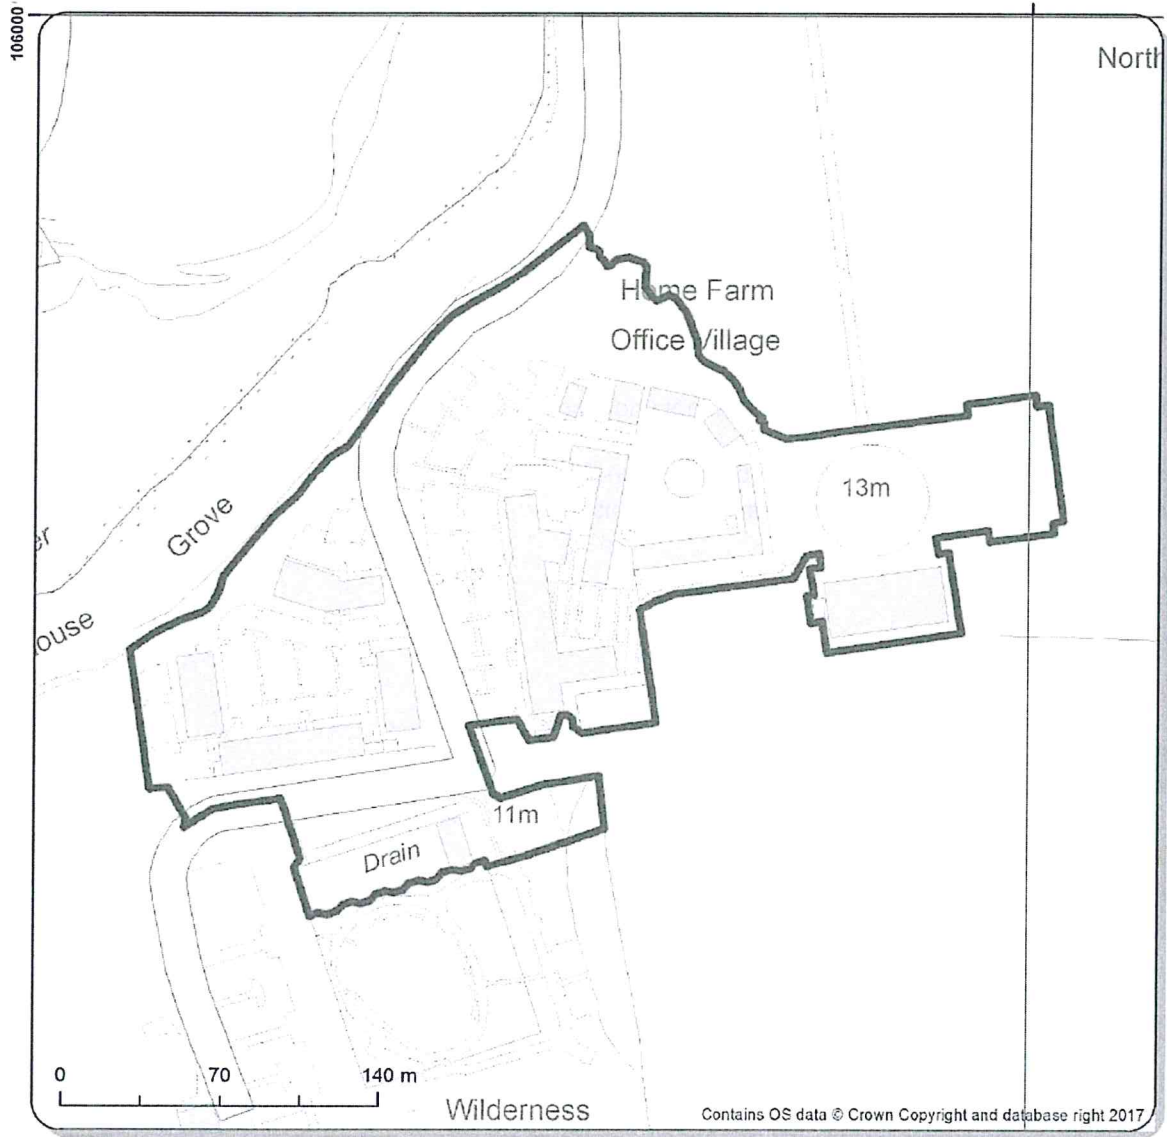 106000
North
Home Farm
Office Village
13m
Grove
er
ouse
11m
Drain
0 70 140 m
Wilderness
Contains OS data © Crown Copyright and database right 2017